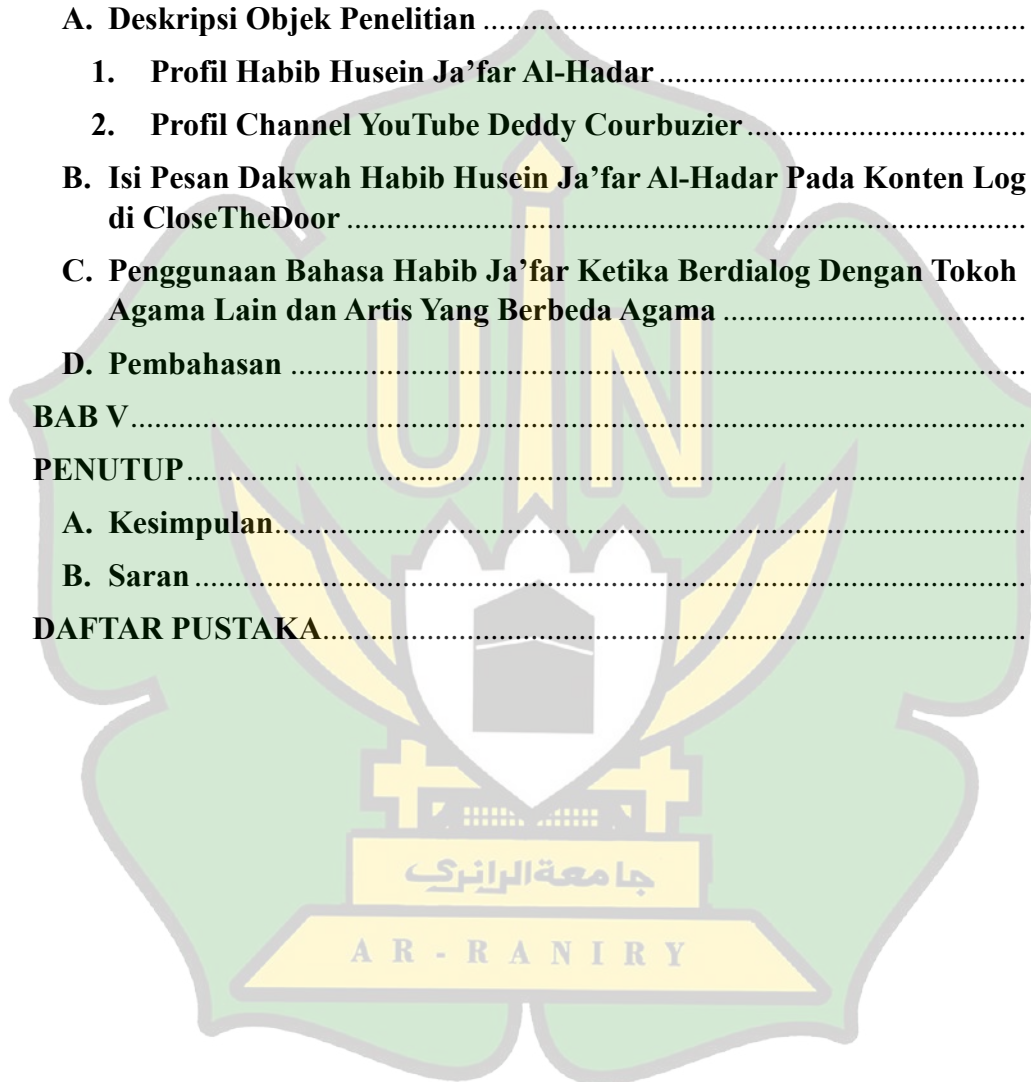 A. Deskripsi Objek Penelitian ..........
1. Profil Habib Husein Ja’far Al-Hadar ..........
2. Profil Channel YouTube Deddy Courbuzier ..........
B. Isi Pesan Dakwah Habib Husein Ja’far Al-Hadar Pada Konten Log
di CloseTheDoor ..........
C. Penggunaan Bahasa Habib Ja’far Ketika Berdialog Dengan Tokoh
Agama Lain dan Artis Yang Berbeda Agama ..........
D. Pembahasan ..........
BAB V ..........
PENUTUP ..........
A. Kesimpulan ..........
B. Saran ..........
DAFTAR PUSTAKA ..........
UIN
جامعة الرانري
AR-RANIRY